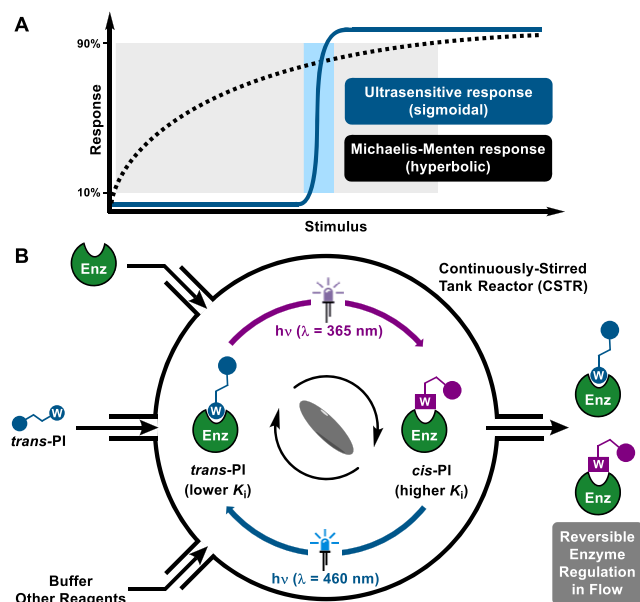 A
90%
10%
Response
Ultrasensitive response
(sigmoidal)
Michaelis-Menten response
(hyperbolic)
Stimulus
B
Enz
Continuously-Stirred
Tank Reactor (CSTR)
hν (λ = 365 nm)
W
trans-PI
W
Enz
trans-PI
(lower Ki)
W
Enz
cis-PI
(higher Ki)
W
Enz
W
Enz
hν (λ = 460 nm)
Buffer
Other Reagents
Reversible
Enzyme
Regulation
in Flow